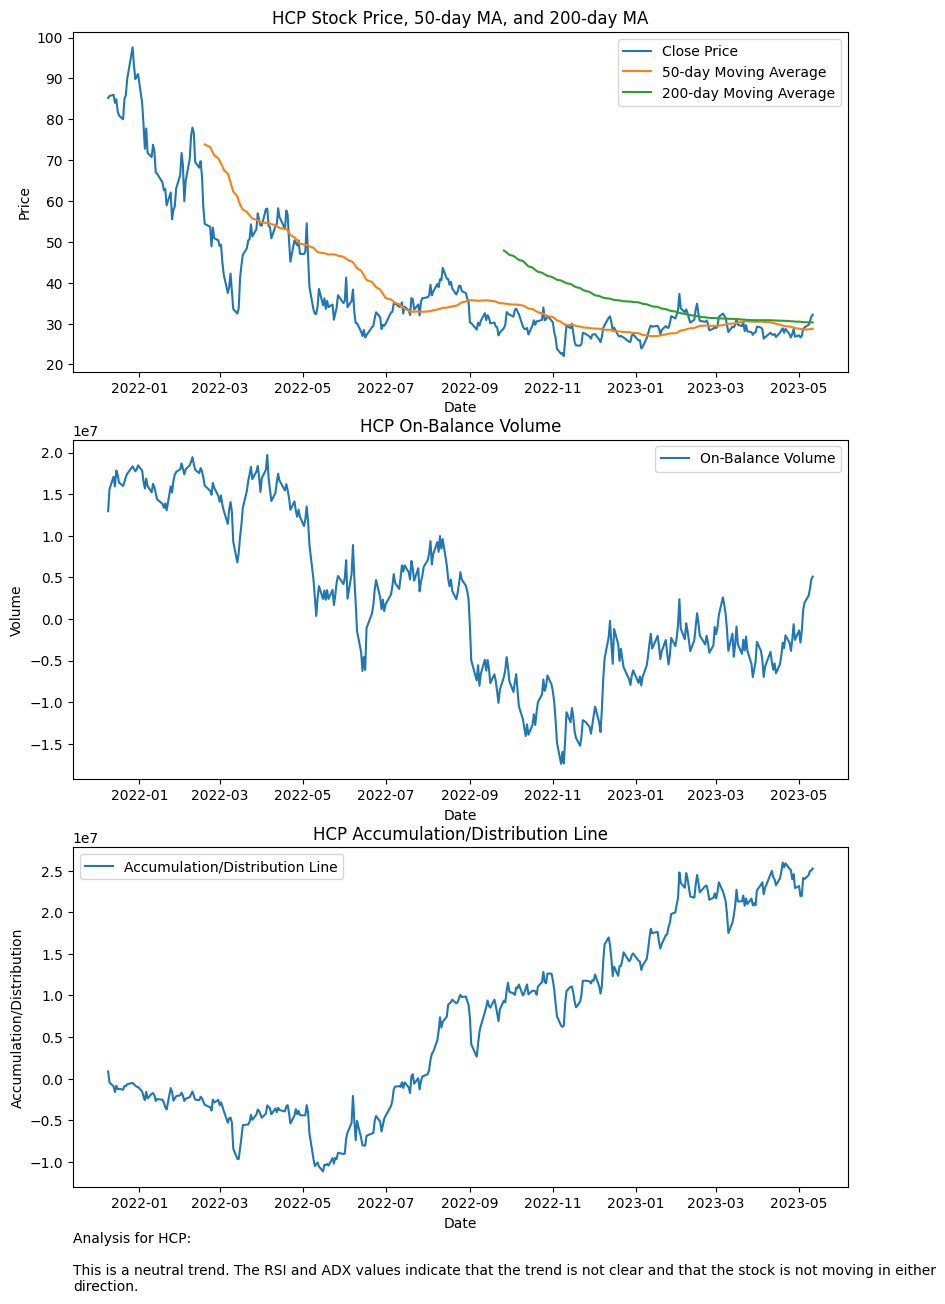 HCP Stock Price, 50-day MA, and 200-day MA
100
90
80
70
60
50
40
30
20
Price
Close Price
50-day Moving Average
200-day Moving Average
2022-01 2022-03 2022-05 2022-07 2022-09 2022-11 2023-01 2023-03 2023-05
Date
HCP On-Balance Volume
1e7
2.0
1.5
1.0
0.5
0.0
−0.5
−1.0
−1.5
Volume
On-Balance Volume
2022-01 2022-03 2022-05 2022-07 2022-09 2022-11 2023-01 2023-03 2023-05
Date
HCP Accumulation/Distribution Line
1e7
2.5
2.0
1.5
1.0
0.5
0.0
−0.5
−1.0
Accumulation/Distribution
Accumulation/Distribution Line
2022-01 2022-03 2022-05 2022-07 2022-09 2022-11 2023-01 2023-03 2023-05
Date
Analysis for HCP:
This is a neutral trend. The RSI and ADX values indicate that the trend is not clear and that the stock is not moving in either
direction.